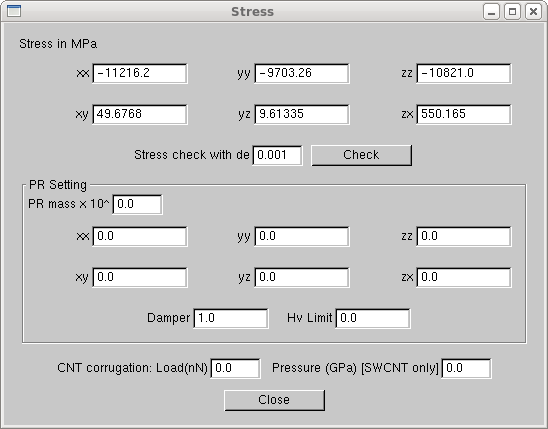 Stress
Stress in MPa
xx -11216.2 yy -9703.26 zz -10821.0
xy 49.6768 yz 9.61335 zx 550.165
Stress check with de 0.001 Check
PR Setting
PR mass x 10^ 0.0
xx 0.0 yy 0.0 zz 0.0
xy 0.0 yz 0.0 zx 0.0
Damper 1.0 Hv Limit 0.0
CNT corrugation: Load(nN) 0.0 Pressure (GPa) [SWCNT only] 0.0
Close